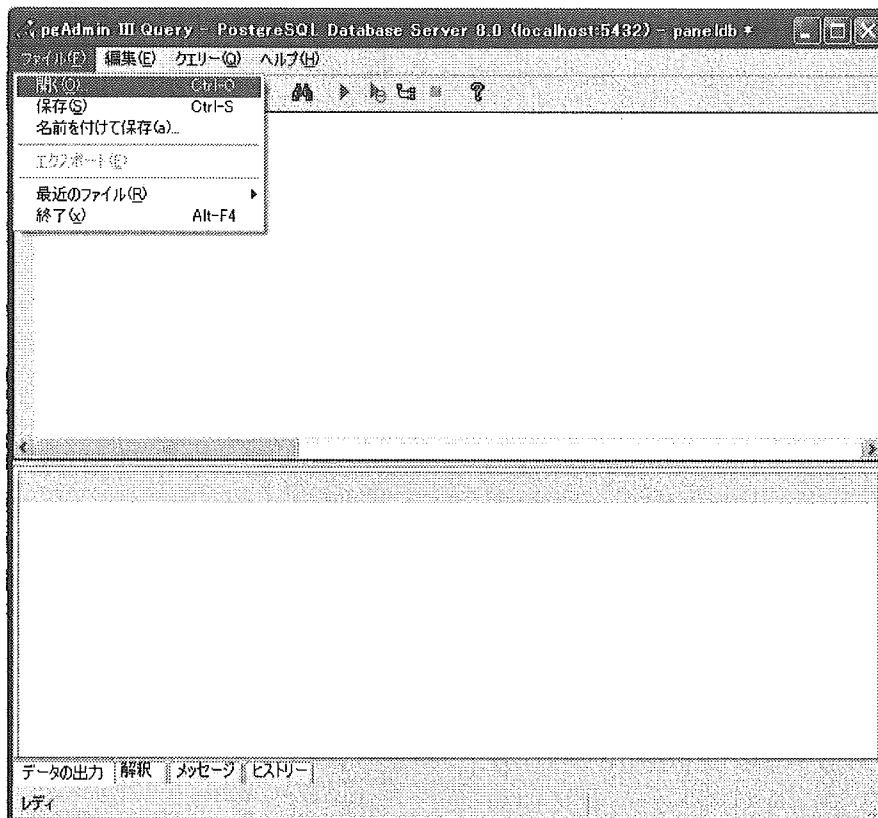 pgAdmin III Query - PostgreSQL Database Server 8.0 (localhost:5432) - paneldb *
ファイル(F) 編集(E) クエリー(Q) ヘルプ(H)
開く(O)... Ctrl-O
保存(S) Ctrl-S
名前を付けて保存(a)...
エクスポート(E)
最近のファイル(R)
終了(x) Alt-F4
データの出力 解釈 メッセージ ヒストリー
レディ